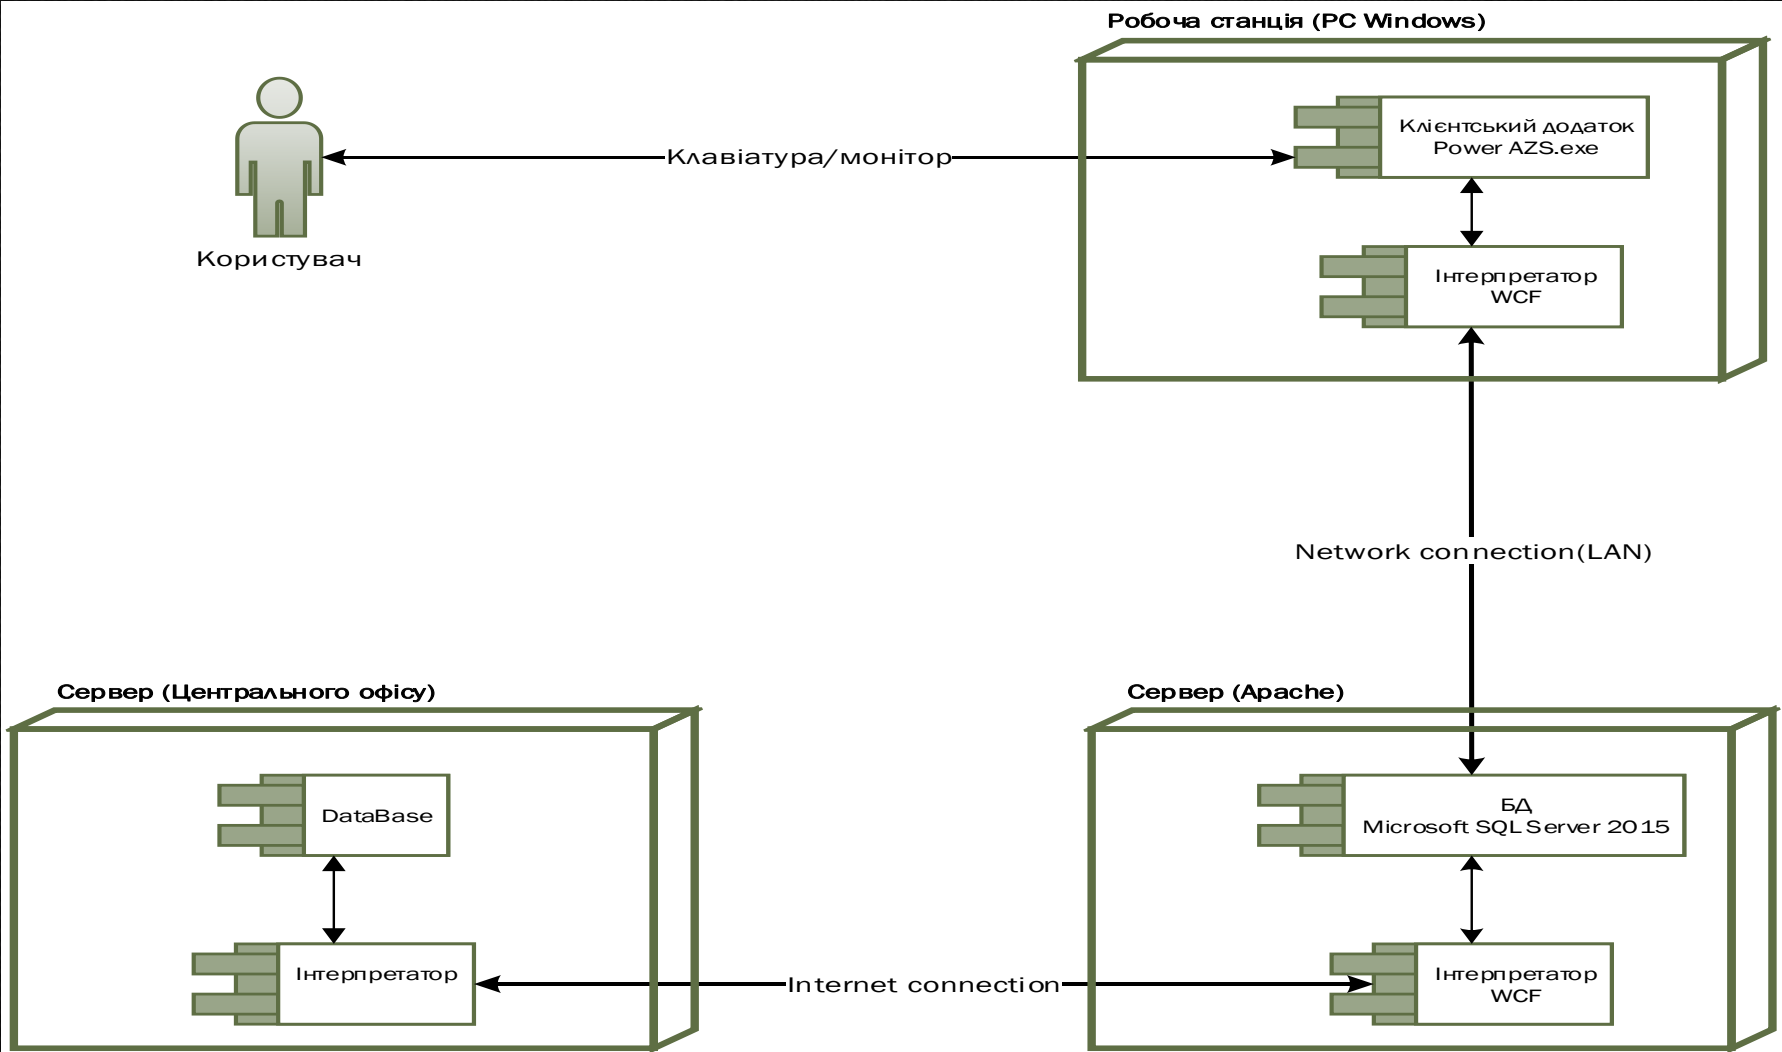 Робоча станція (PC Windows)
Клієнтський додаток
Power AZS.exe
Клавіатура/монітор
Користувач
Інтерпретатор
WCF
Network connection(LAN)
Сервер (Центрального офісу)
Сервер (Apache)
DataBase
БД
Microsoft SQL Server 2015
Інтерпретатор
Internet connection
Інтерпретатор
WCF